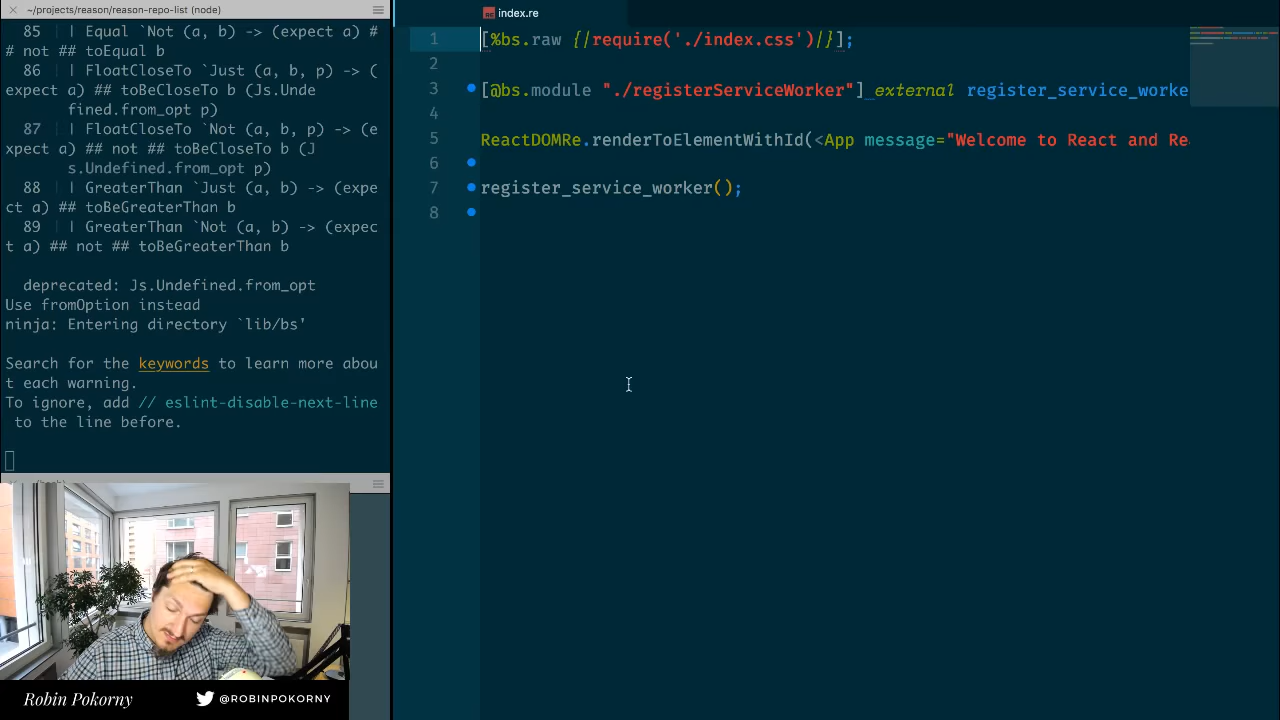 ~/projects/reason/reason-repo-list (node)
85 | Equal `Not (a, b) -> (expect a) #
# not ## toEqual b
86 | FloatCloseTo `Just (a, b, p) -> (
expect a) ## toBeCloseTo b (Js.Unde
fined.from_opt p)
87 | FloatCloseTo `Not (a, b, p) -> (e
xpect a) ## not ## toBeCloseTo b (J
s.Undefined.from_opt p)
88 | GreaterThan `Just (a, b) -> (expe
ct a) ## toBeGreaterThan b
89 | GreaterThan `Not (a, b) -> (expec
t a) ## not ## toBeGreaterThan b
deprecated: Js.Undefined.from_opt
Use fromOption instead
ninja: Entering directory `lib/bs'
Search for the keywords to learn more abou
t each warning.
To ignore, add // eslint-disable-next-line
to the line before.
index.re
1 [%bs.raw {|require('./index.css')|}];
2
3 [@bs.module "./registerServiceWorker"] external register_service_worke
4
5 ReactDOMRe.renderToElementWithId(<App message="Welcome to React and Re
6
7 register_service_worker();
8
Robin Pokorny
@ROBINPOKORNY